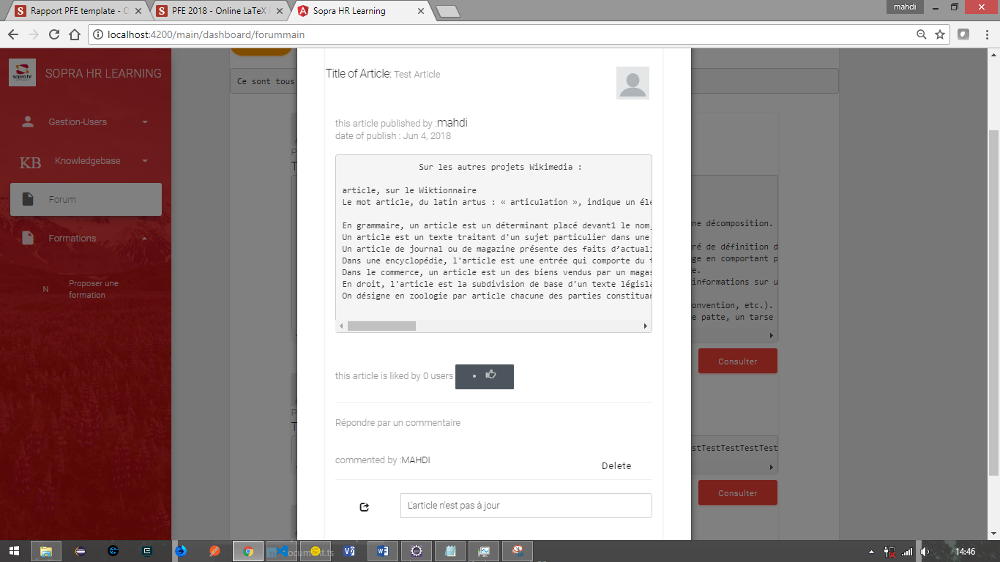 Rapport PFE template - C
PFE 2018 - Online LaTeX
Sopra HR Learning
mahdi
localhost:4200/main/dashboard/forummain
sopra hr
SOPRA HR LEARNING
Gestion-Users
KB Knowledgebase
Forum
Formations
N Proposer une
formation
Ce sont tous
Title of Article: Test Article
this article published by :mahdi
date of publish : Jun 4, 2018
Sur les autres projets Wikimedia :
article, sur le Wiktionnaire
Le mot article, du latin artus : « articulation », indique un éle
En grammaire, un article est un déterminant placé devant1 le nom,
Un article est un texte traitant d'un sujet particulier dans une
Un article de journal ou de magazine présente des faits d’actuali
Dans une encyclopédie, l'article est une entrée qui comporte du t
Dans le commerce, un article est un des biens vendus par un magas
En droit, l'article est la subdivision de base d'un texte législa
On désigne en zoologie par article chacune des parties constituan
ne décomposition.
ré de définition d
ge en comportant p
e.
informations sur u
onvention, etc.).
e patte, un tarse
Consulter
this article is liked by 0 users
Répondre par un commentaire
stTestTestTestTest
commented by :MAHDI
Delete
Consulter
L'article n'est pas à jour
ocument.ts
14:46